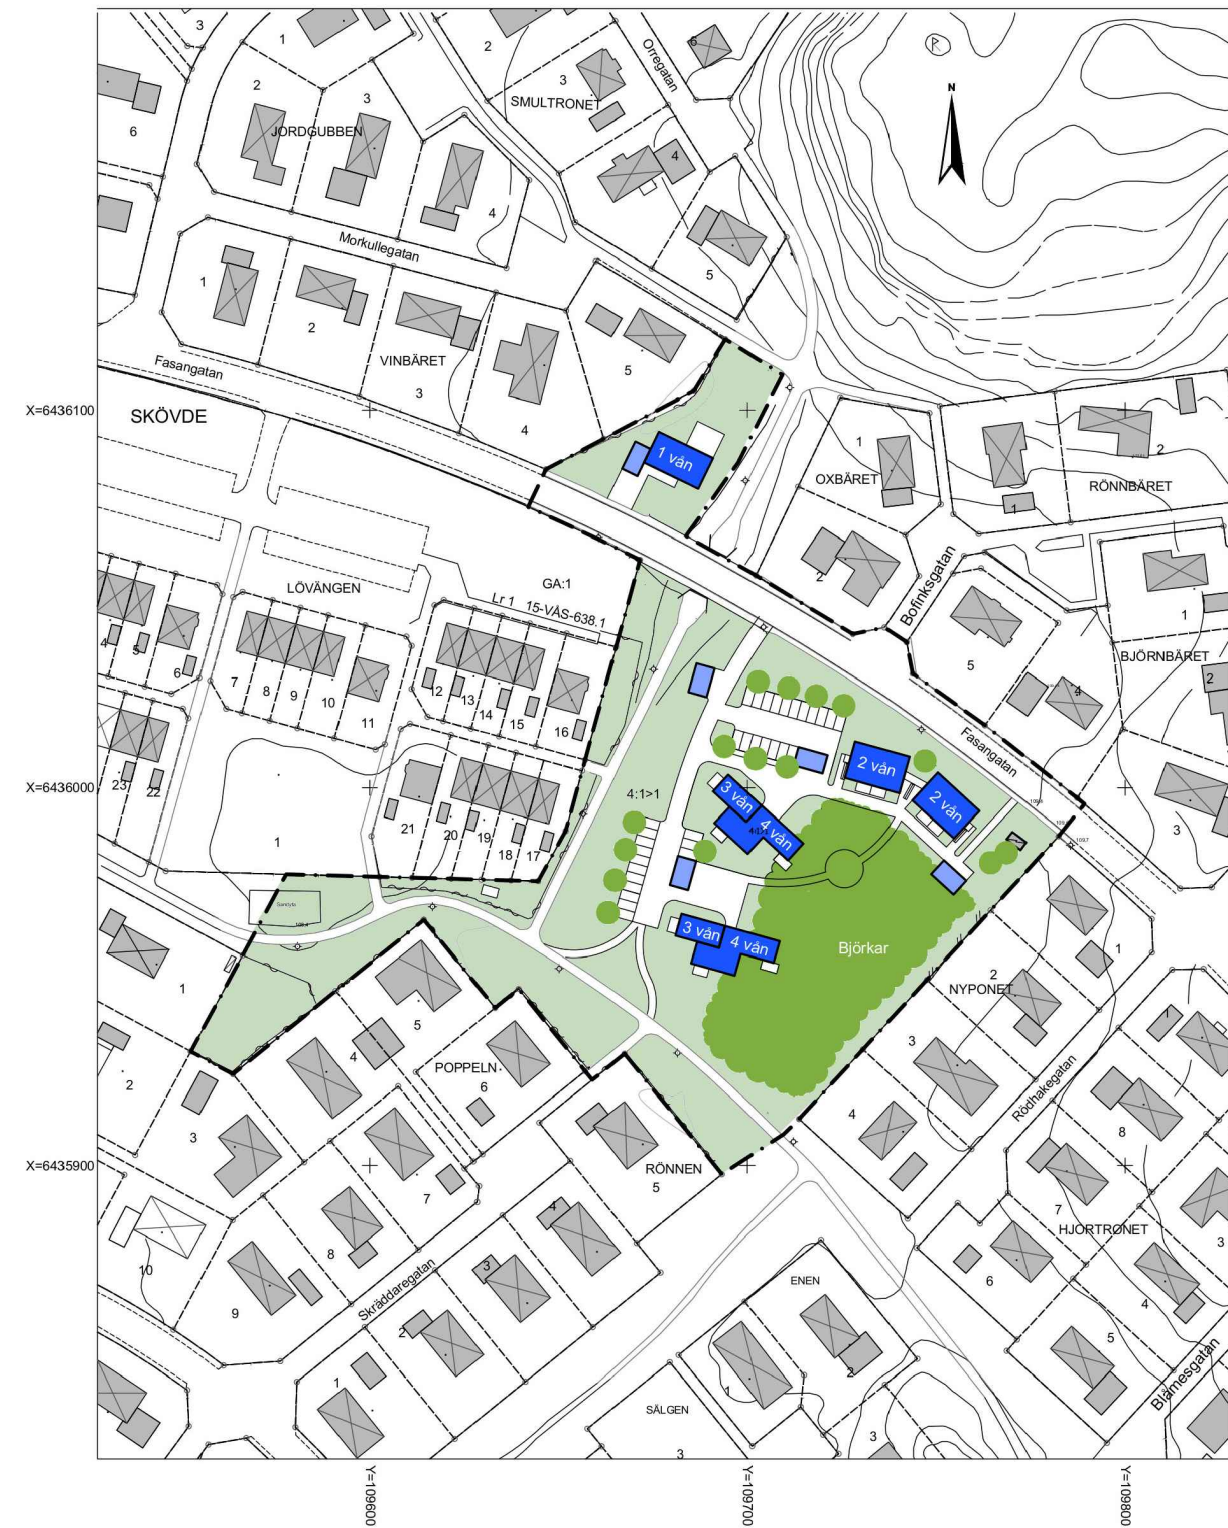 3
1
2
6
R
N
Orregatan
2
3
JORDGUBBEN
3
SMULTRONET
6
4
4
Morkullegatan
5
1
2
VINBÄRET
3
4
5
Fasangatan
X=6436100
SKÖVDE
1 vån
1
OXBÄRET
2
RÖNNBÄRET
1
2
Bofinksgatan
LÖVÄNGEN
GA:1
Lr 1 15-VÅS-638.1
1
BJÖRNBÄRET
4
5
6
7
8
9
10
11
12
13
14
15
16
5
4
2
Fasangatan
X=6436000
23
22
1
21
20
19
18
17
4:1>1
2 vån
2 vån
3 vån
4 vån
3
109,7
3 vån
4 vån
Björkar
1
1
2
NYPONET
3
4
5
4
POPPELN
6
2
3
Rödhakegatan
1
8
X=6435900
RÖNNEN
5
7
7
HJORTRONET
3
4
8
10
9
3
2
1
Skräddaregatan
ENEN
6
4
5
1
2
SÄLGEN
3
3
Blåmesgatan
Y=109600
Y=109700
Y=109800